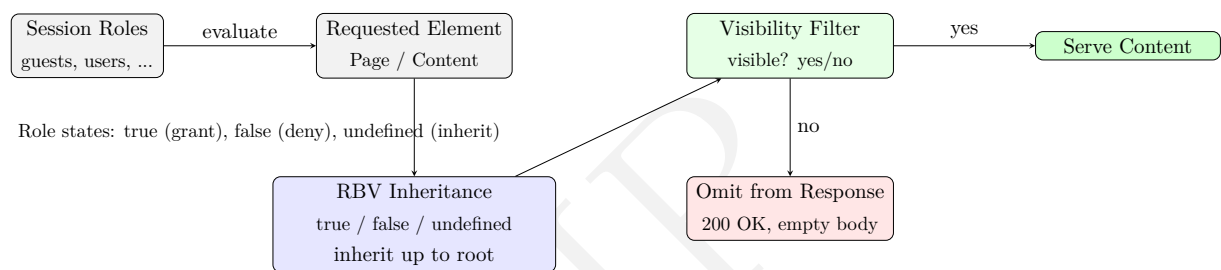 Session Roles
guests, users, ...
evaluate
Requested Element
Page / Content
Visibility Filter
visible? yes/no
yes
Serve Content
Role states: true (grant), false (deny), undefined (inherit)
no
RBV Inheritance
true / false / undefined
inherit up to root
Omit from Response
200 OK, empty body